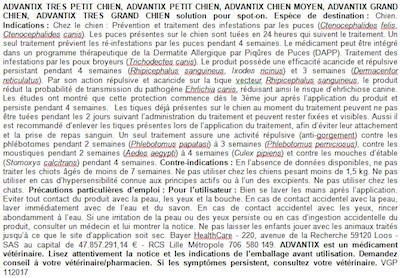 ADVANTIX TRES PETIT CHIEN, ADVANTIX PETIT CHIEN, ADVANTIX CHIEN MOYEN, ADVANTIX GRAND
CHIEN, ADVANTIX TRES GRAND CHIEN solution pour spot-on. Espèce de destination : Chien.
Indications : Chez le chien : Prévention et traitement des infestations par les puces (Ctenocephalides felis,
Ctenocephalides canis). Les puces présentes sur le chien sont tuées en 24 heures qui suivent le traitement. Un
seul traitement prévient les ré-infestations par les puces pendant 4 semaines. Le médicament peut être intégré
dans un programme thérapeutique de la Dermatite Allergique par Piqûres de Puces (DAPP). Traitement des
infestations par les poux broyeurs (Trichodectes canis). Le produit possède une efficacité acaricide et répulsive
persistant pendant 4 semaines (Rhipicephalus sanguineus, Ixodes ricinus) et 3 semaines (Dermacentor
reticulatus). Par son action répulsive et acaricide sur la tique vecteur Rhipicephalus sanguineus, le produit
réduit la probabilité de transmission du pathogène Ehrlichia canis, réduisant ainsi le risque d'ehrlichiose canine.
Les études ont montré que cette protection commence dès le 3ème jour après l'application du produit et
persiste pendant 4 semaines. Les tiques déjà présentes sur le chien au moment du traitement peuvent ne pas
être tuées pendant les 2 jours suivant l'administration du traitement et peuvent rester fixées et visibles. Aussi il
est recommandé d'enlever les tiques présentes lors de l'application du traitement, afin d'éviter leur attachement
et la prise de repas sanguin. Un seul traitement assure une activité répulsive (anti-gorgement) contre les
phlébotomes pendant 2 semaines (Phlebotomus papatasi) à 3 semaines (Phlebotomus perniciosus), contre les
moustiques pendant 2 semaines (Aedes aegypti) à 4 semaines (Culex pipiens) et contre les mouches d'étable
(Stomoxys calcitrans) pendant 4 semaines. Contre-indications : En l'absence de données disponibles, ne pas
traiter les chiots âgés de moins de 7 semaines. Ne pas utiliser chez les chiens pesant moins de 1,5 kg. Ne pas
utiliser en cas d'hypersensibilité connue aux principes actifs ou à l'un des excipients. Ne pas utiliser chez les
chats. Précautions particulières d'emploi : Pour l'utilisateur : Bien se laver les mains après l'application.
Eviter tout contact du produit avec la peau, les yeux et la bouche. En cas de contact accidentel avec la peau,
laver immédiatement avec de l'eau et du savon. En cas de contact accidentel avec les yeux, rincer
abondamment à l'eau. Si une irritation de la peau ou des yeux persiste ou en cas d'ingestion accidentelle du
produit, consulter un médecin et lui montrer la notice. Ne pas laisser les enfants jouer avec les animaux traités
jusqu'à ce que le site d'application soit sec. Bayer HealthCare - 220, avenue de la Recherche 59120 Loos -
SAS au capital de 47.857.291,14 € - RCS Lille Métropole 706 580 149. ADVANTIX est un médicament
vétérinaire. Lisez attentivement la notice et les indications de l'emballage avant utilisation. Demandez
conseil à votre vétérinaire/pharmacien. Si les symptômes persistent, consultez votre vétérinaire. VGP
112017